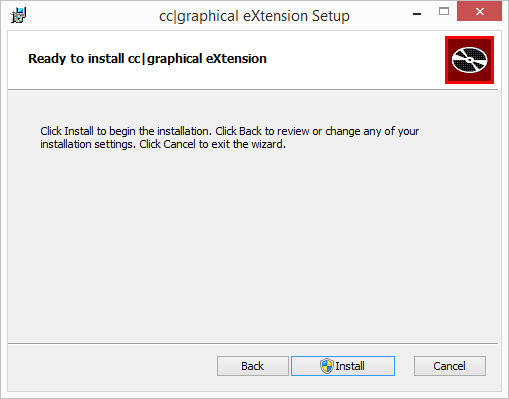 cc|graphical eXtension Setup
Ready to install cc|graphical eXtension
Click Install to begin the installation. Click Back to review or change any of your
installation settings. Click Cancel to exit the wizard.
Back
Install
Cancel